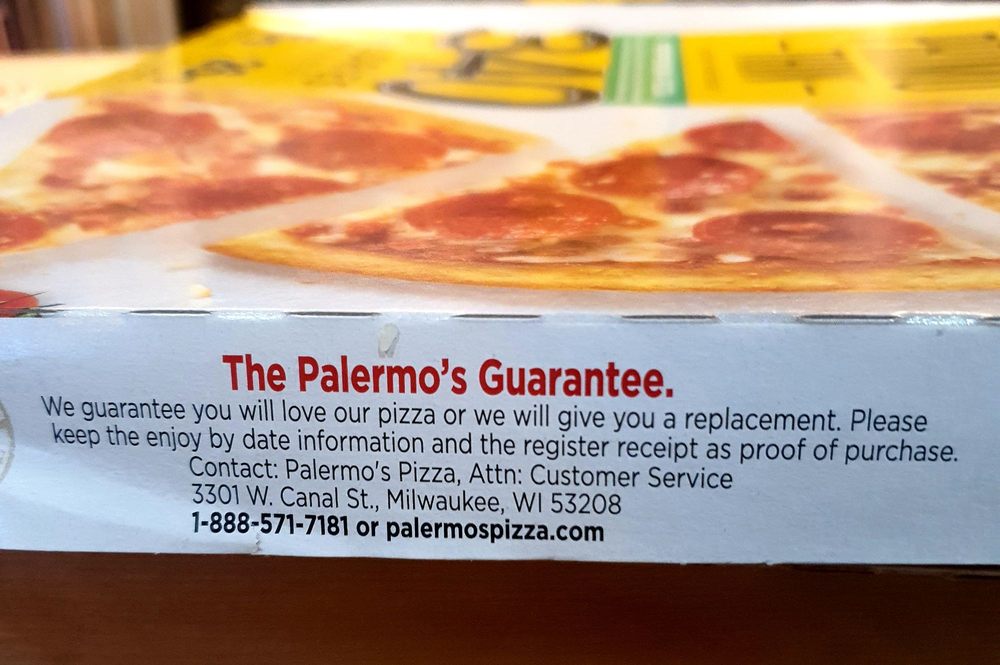 The Palermo's Guarantee.
We guarantee you will love our pizza or we will give you a replacement. Please
keep the enjoy by date information and the register receipt as proof of purchase.
Contact: Palermo's Pizza, Attn: Customer Service
3301 W. Canal St., Milwaukee, WI 53208
1-888-571-7181 or palermospizza.com